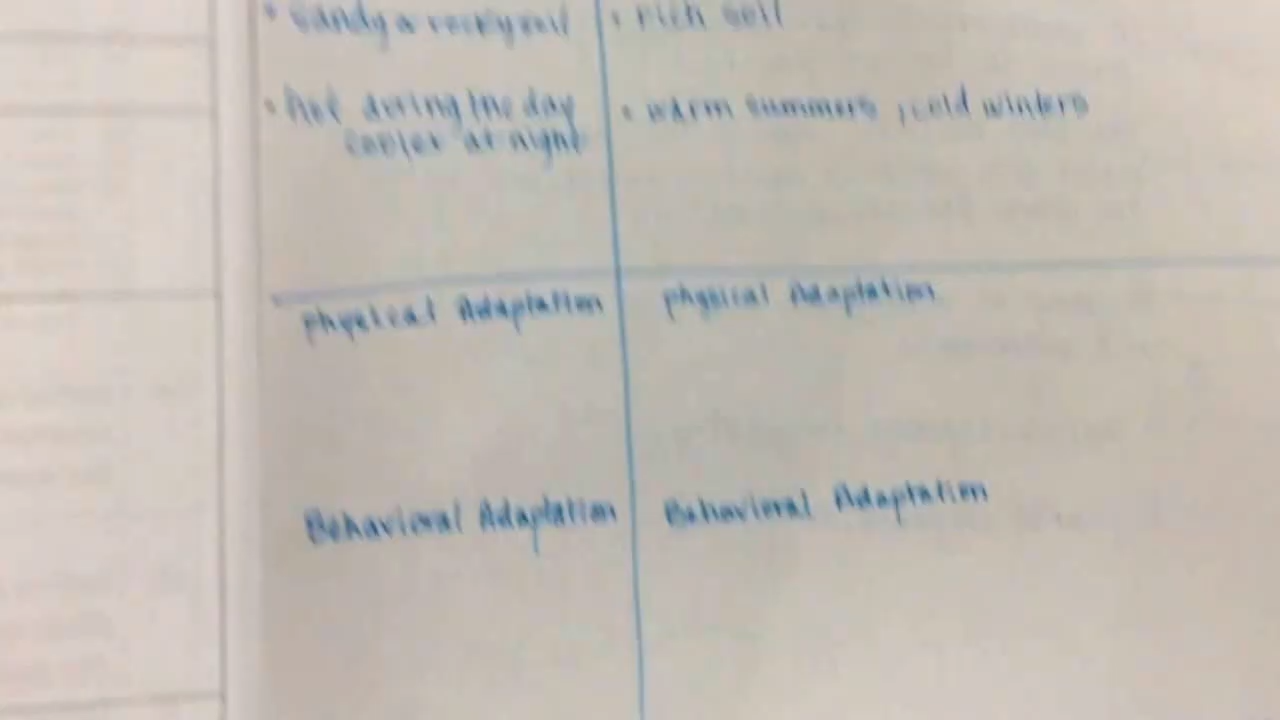 • sandy & rocky soil
• hot during the day
cooler at night
Physical Adaptation
Behavioral Adaptation
• rich soil
• warm summers, cold winters
Physical Adaptation
Behavioral Adaptation